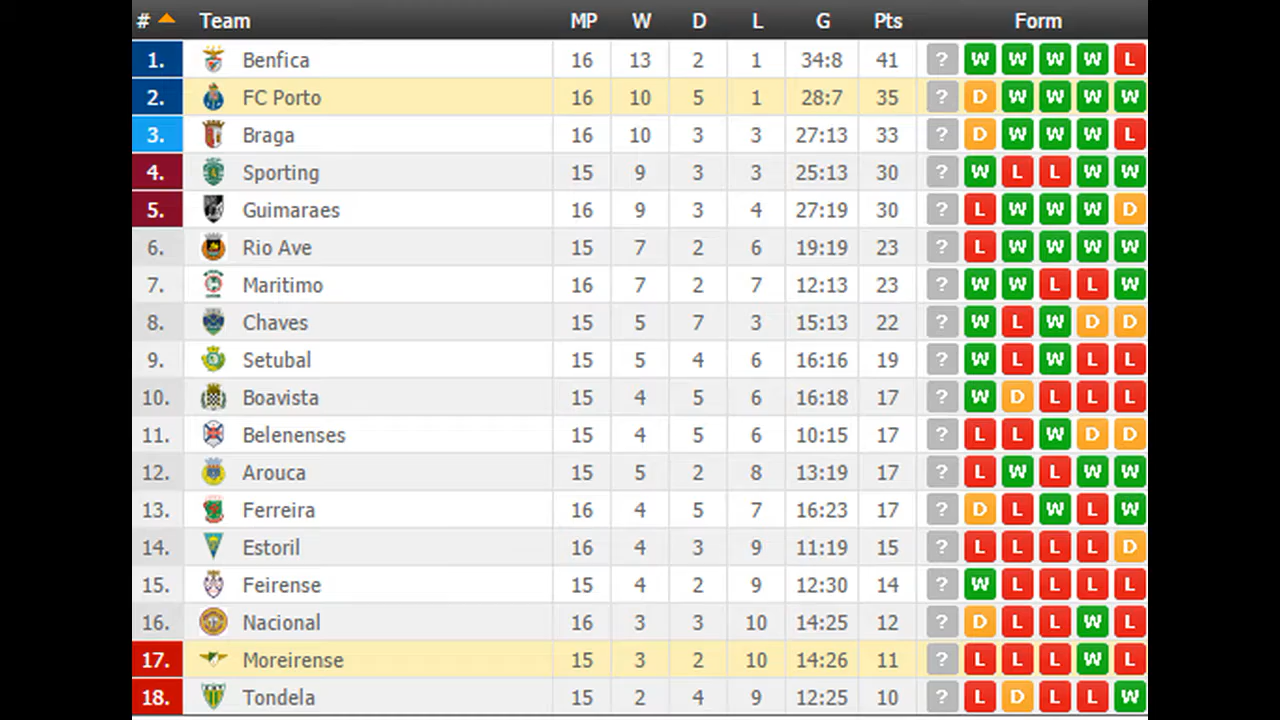 # Team MP W D L G Pts Form
1. Benfica 16 13 2 1 34:8 41 ? W W W W L
2. FC Porto 16 10 5 1 28:7 35 ? D W W W W
3. Braga 16 10 3 3 27:13 33 ? D W W W L
4. Sporting 15 9 3 3 25:13 30 ? W L L W W
5. Guimaraes 16 9 3 4 27:19 30 ? L W W W D
6. Rio Ave 15 7 2 6 19:19 23 ? L W W W W
7. Maritimo 16 7 2 7 12:13 23 ? W W L L W
8. Chaves 15 5 7 3 15:13 22 ? W L W D D
9. Setubal 15 5 4 6 16:16 19 ? W L W L L
10. Boavista 15 4 5 6 16:18 17 ? W D L L L
11. Belenenses 15 4 5 6 10:15 17 ? L L W D D
12. Arouca 15 5 2 8 13:19 17 ? L W L W W
13. Ferreira 16 4 5 7 16:23 17 ? D L W L W
14. Estoril 16 4 3 9 11:19 15 ? L L L L D
15. Feirense 15 4 2 9 12:30 14 ? W L L L L
16. Nacional 16 3 3 10 14:25 12 ? D L L W L
17. Moreirense 15 3 2 10 14:26 11 ? L L L W L
18. Tondela 15 2 4 9 12:25 10 ? L D L L W